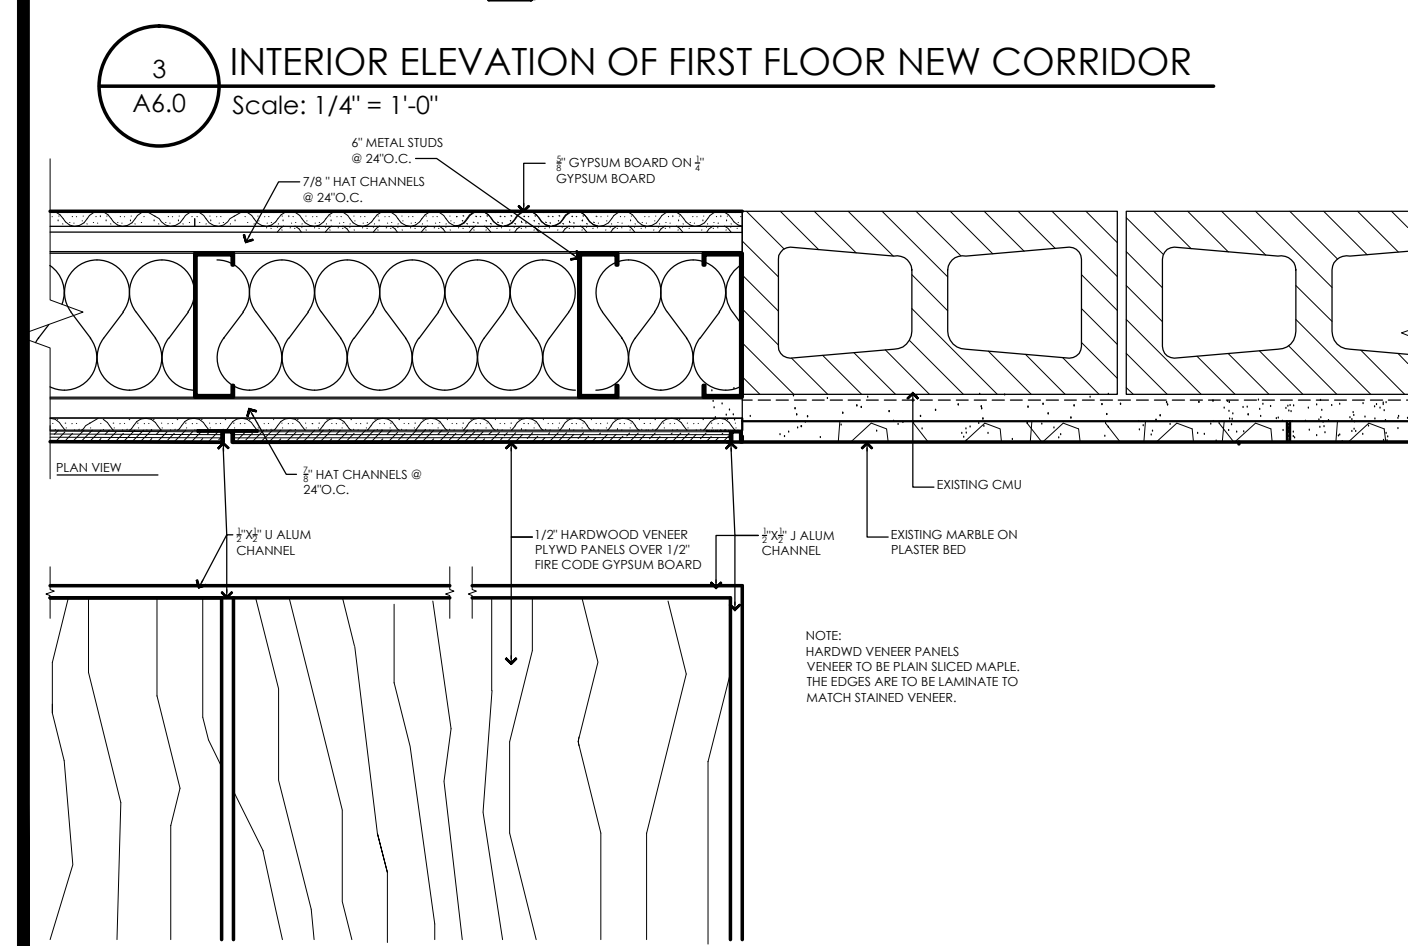 3
A6.0
INTERIOR ELEVATION OF FIRST FLOOR NEW CORRIDOR
Scale: 1/4" = 1'-0"
6" METAL STUDS
@ 24"O.C.
7/8 " HAT CHANNELS
@ 24"O.C.
5/8" GYPSUM BOARD ON 1/4"
GYPSUM BOARD
PLAN VIEW
7/8" HAT CHANNELS @
24"O.C.
EXISTING CMU
1/2"X1/2" U ALUM
CHANNEL
1/2" HARDWOOD VENEER
PLYWD PANELS OVER 1/2"
FIRE CODE GYPSUM BOARD
1/2"X1/2" J ALUM
CHANNEL
EXISTING MARBLE ON
PLASTER BED
NOTE:
HARDWD VENEER PANELS
VENEER TO BE PLAIN SLICED MAPLE.
THE EDGES ARE TO BE LAMINATE TO
MATCH STAINED VENEER.